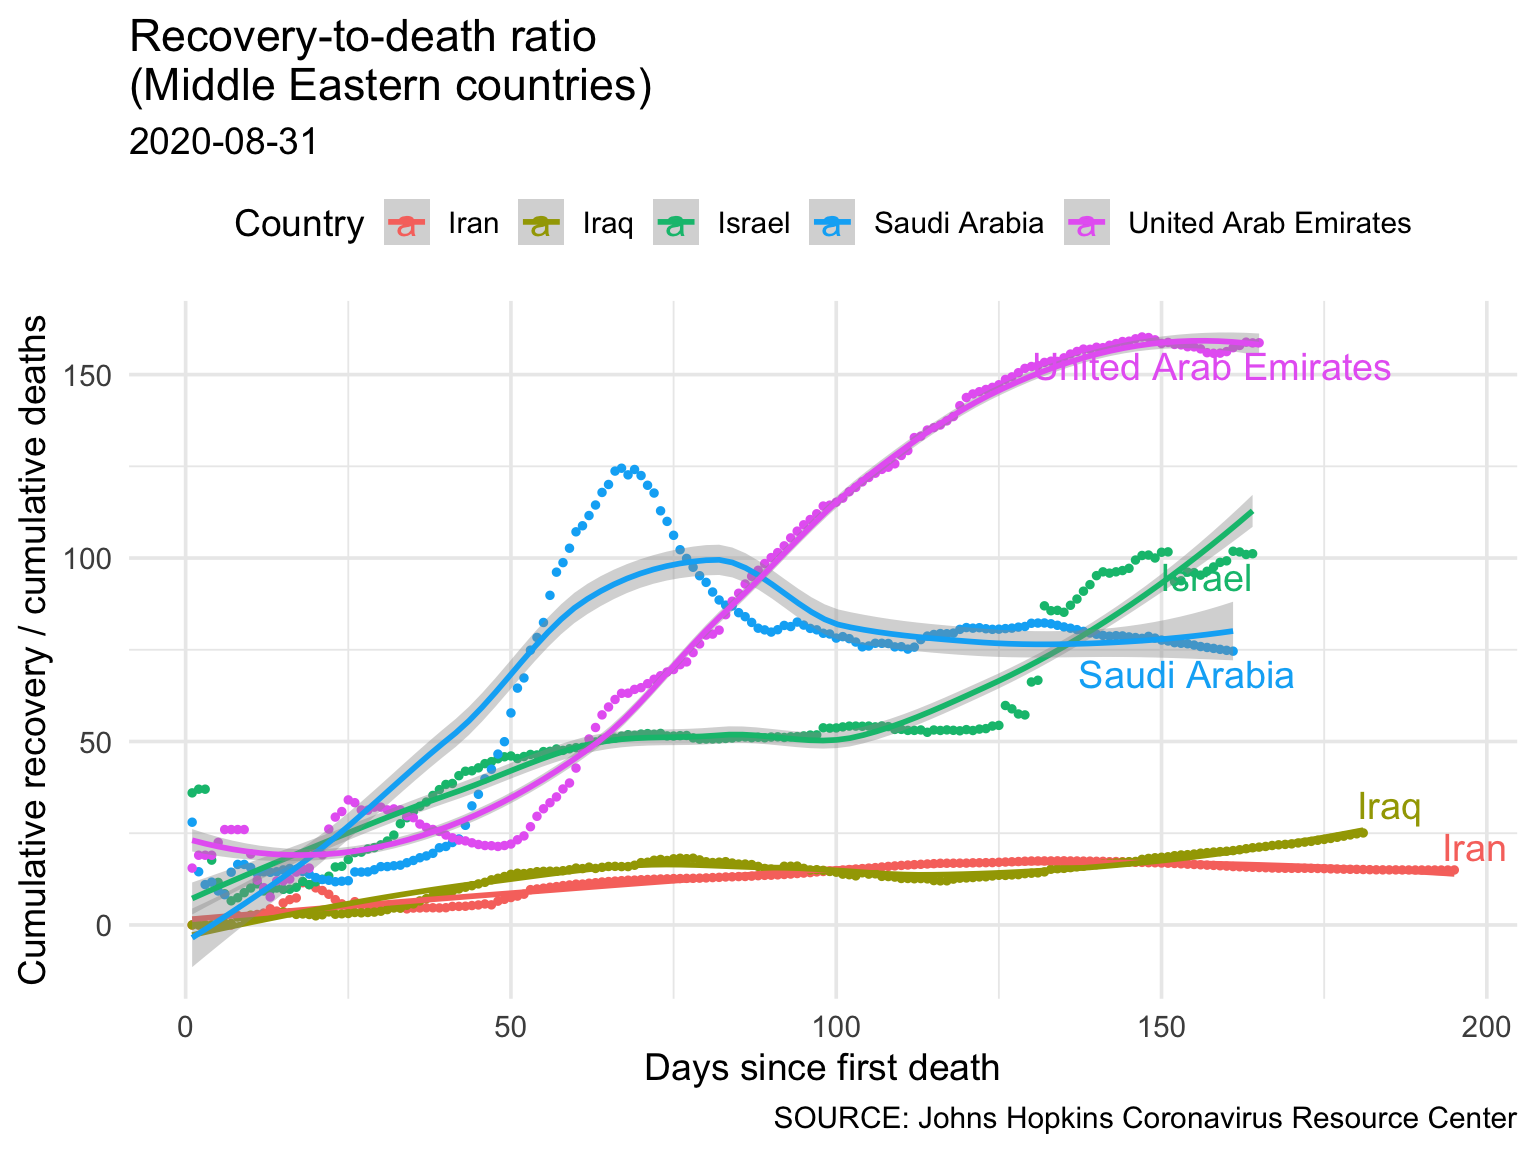 Recovery-to-death ratio
(Middle Eastern countries)
2020-08-31
Country a Iran a Iraq a Israel a Saudi Arabia a United Arab Emirates
Cumulative recovery / cumulative deaths
150
100
50
0
United Arab Emirates
Israel
Saudi Arabia
Iraq
Iran
0 50 100 150 200
Days since first death
SOURCE: Johns Hopkins Coronavirus Resource Center